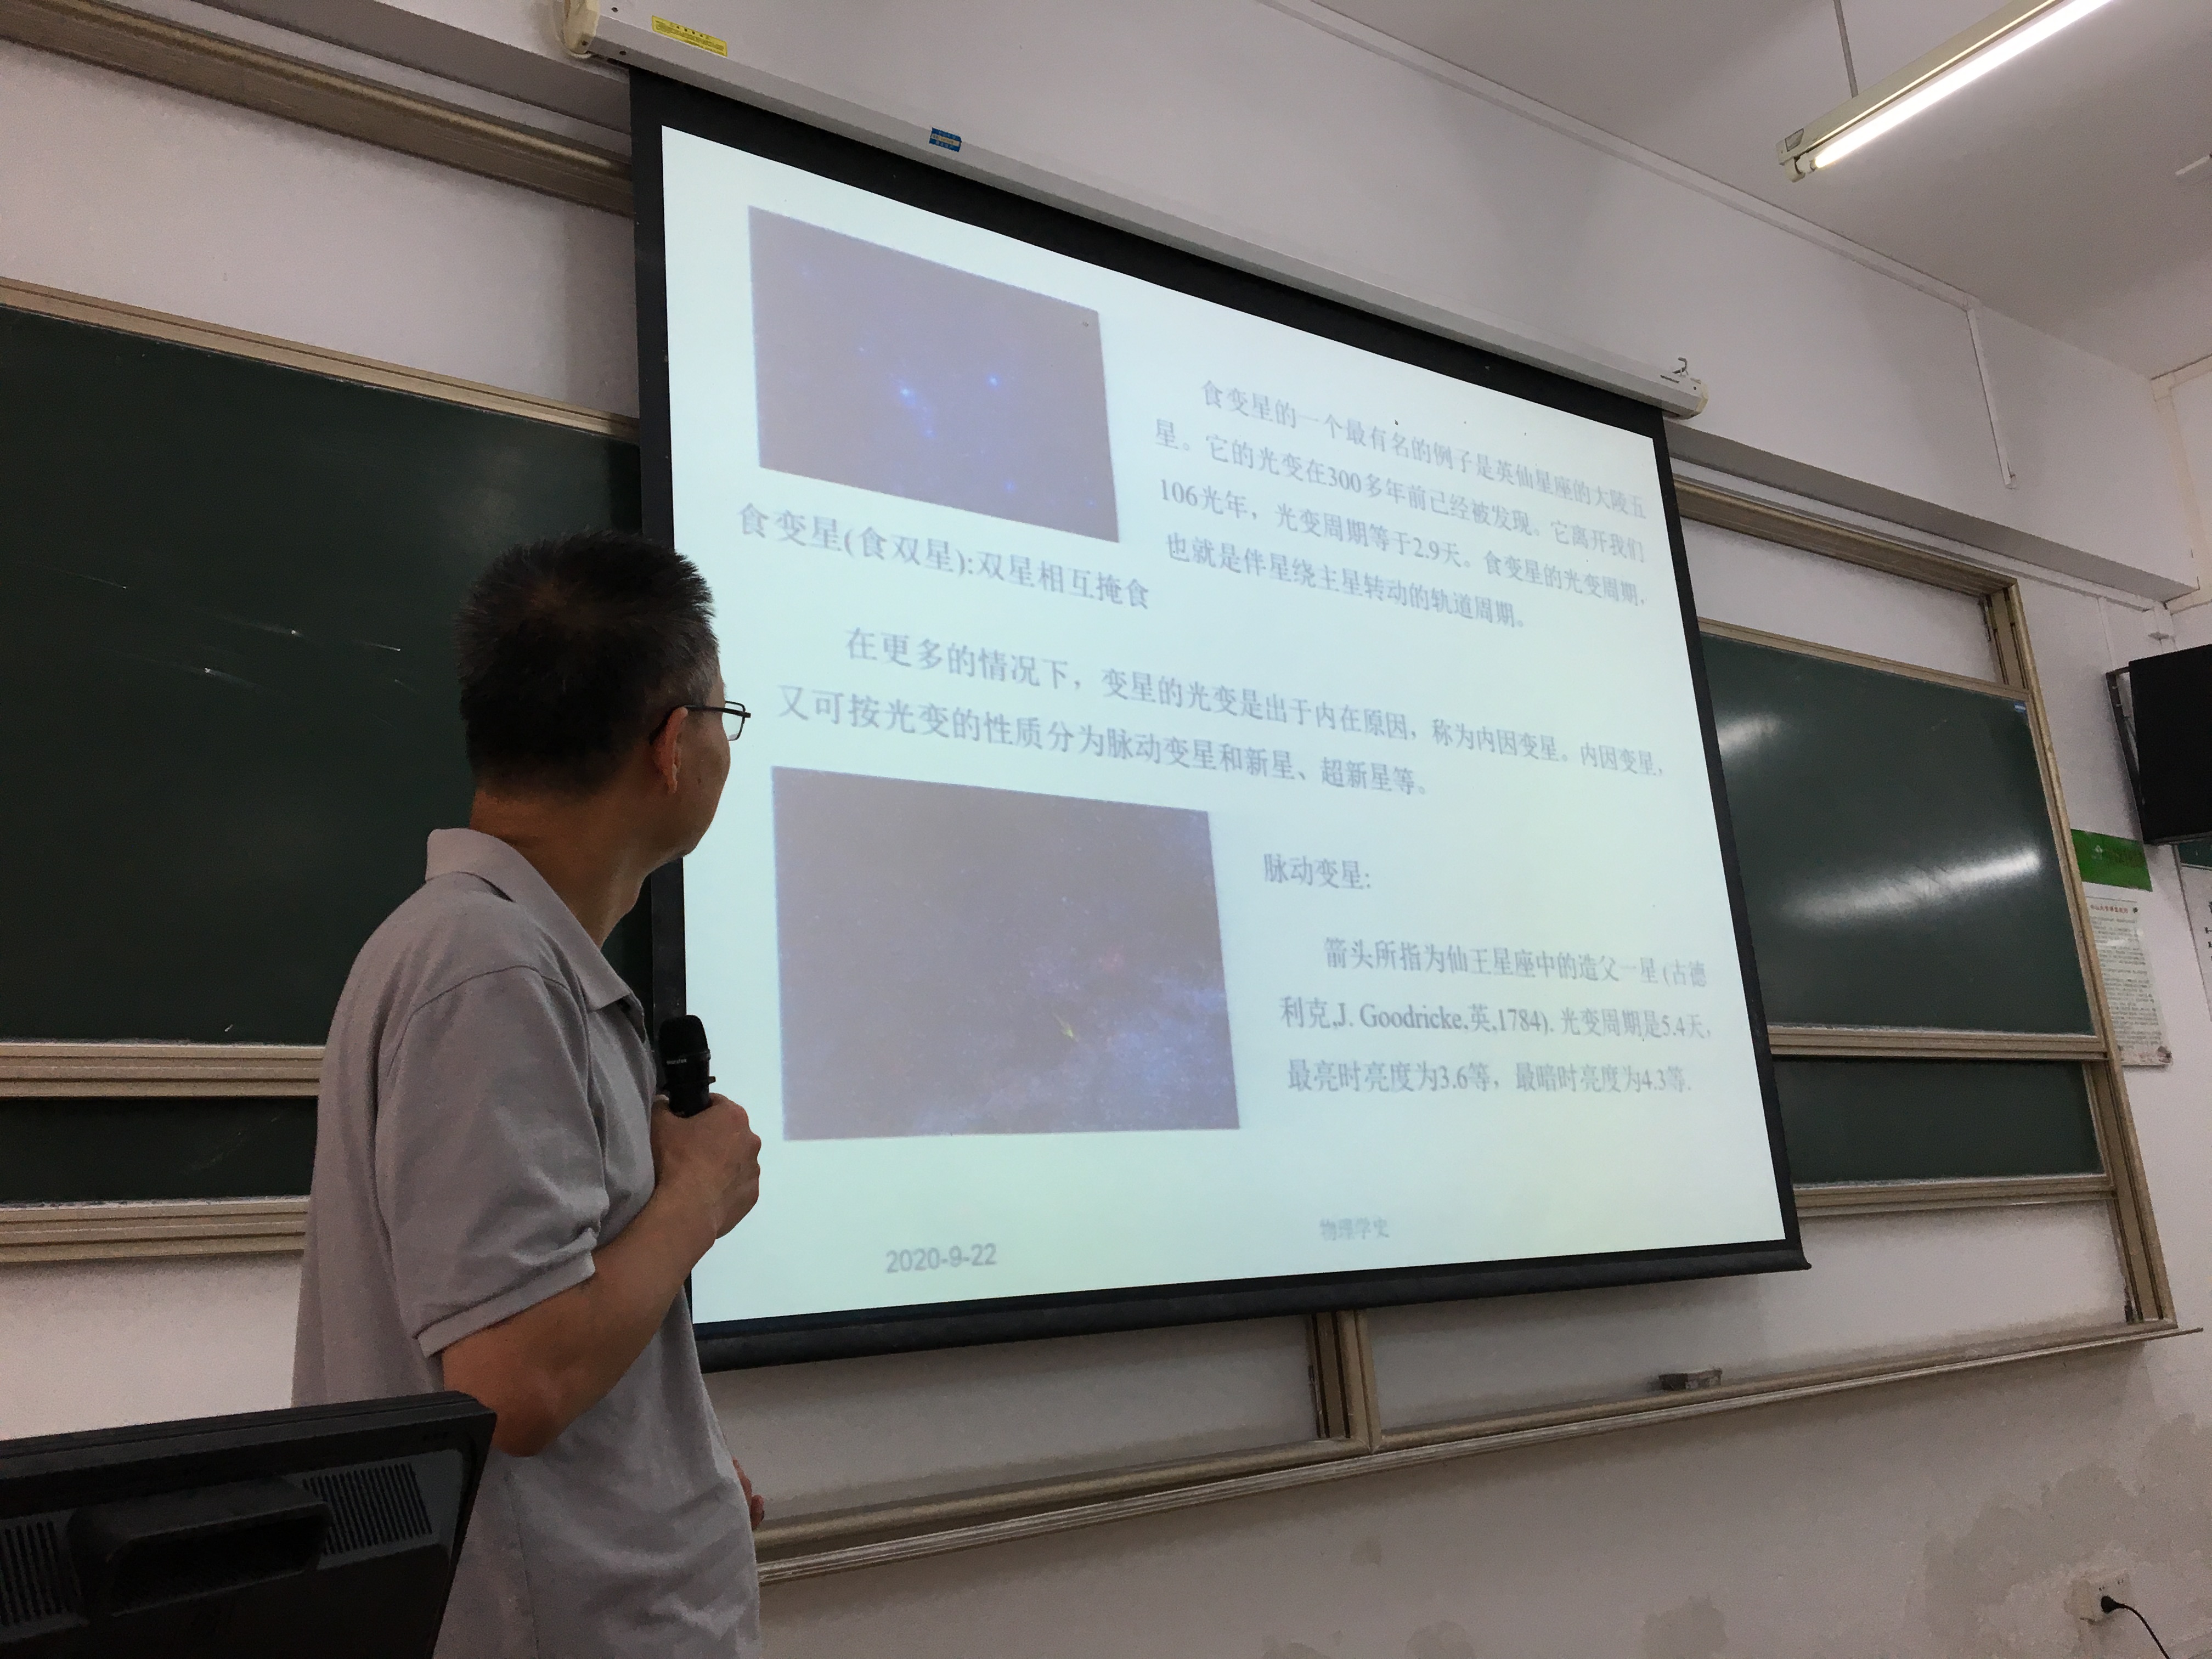 食变星的一个最有名的例子是英仙星座的大陵五
星。它的光变在300多年前已经被发现。它离开我们
106光年，光变周期等于2.9天。食变星的光变周期，
也就是伴星绕主星转动的轨道周期。
食变星(食双星):双星相互掩食
在更多的情况下，变星的光变是出于内在原因，称为内因变星。内因变星，
又可按光变的性质分为脉动变星和新星、超新星等。
脉动变星:
箭头所指为仙王星座中的造父一星(古德
利克,J. Goodricke,英,1784). 光变周期是5.4天，
最亮时亮度为3.6等，最暗时亮度为4.3等.
2020-9-22
物理学史